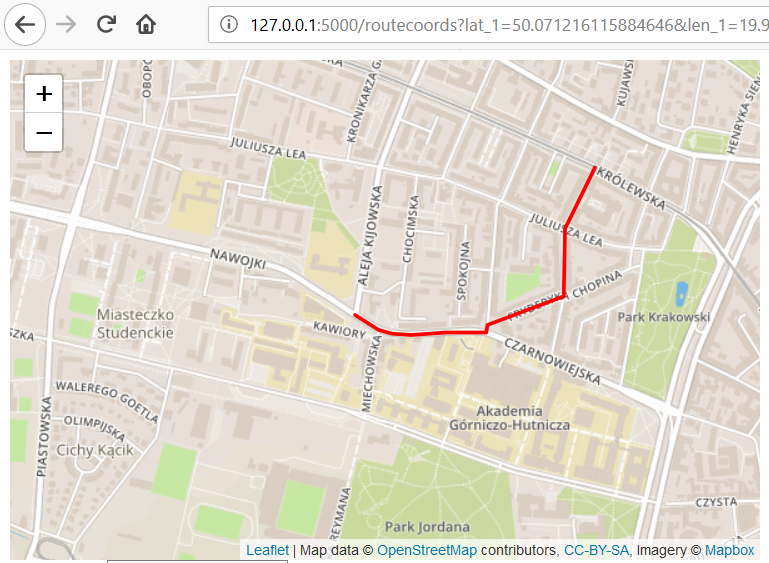 127.0.0.1:5000/routecoords?lat_1=50.071216115884646&len_1=19.9
+
−
KRONIKARZA GA
KUJAWS
HENRYKA SIEN
JULIUSZA LEA
KRÓLEWSKA
CHOCIMSKA
JULIUSZA LEA
ALEJA KIJOWSKA
SPOKOJNA
NAWOJKI
FRYDERYKA CHOPINA
Miasteczko
Studenckie
KAWIORY
Park Krakowski
SZKA
MIECHOWSKA
CZARNOWIEJSKA
WALEREGO GOETLA
Akademia
Górniczo-Hutnicza
OLIMPIJSKA
PIASTOWSKA
Cichy Kącik
CZYSTA
REYMANA
Park Jordana
Leaflet | Map data © OpenStreetMap contributors, CC-BY-SA, Imagery © Mapbox